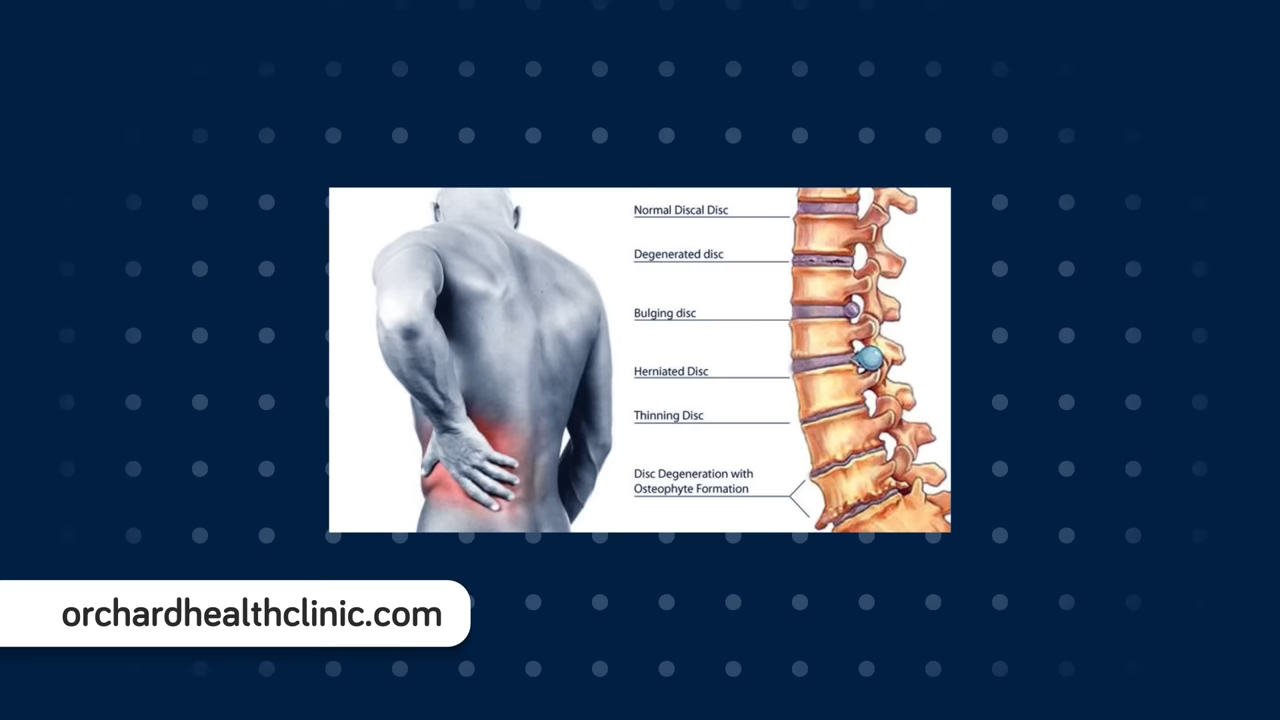 Normal Discal Disc
Degenerated disc
Bulging disc
Herniated Disc
Thinning Disc
Disc Degeneration with
Osteophyte Formation
orchardhealthclinic.com